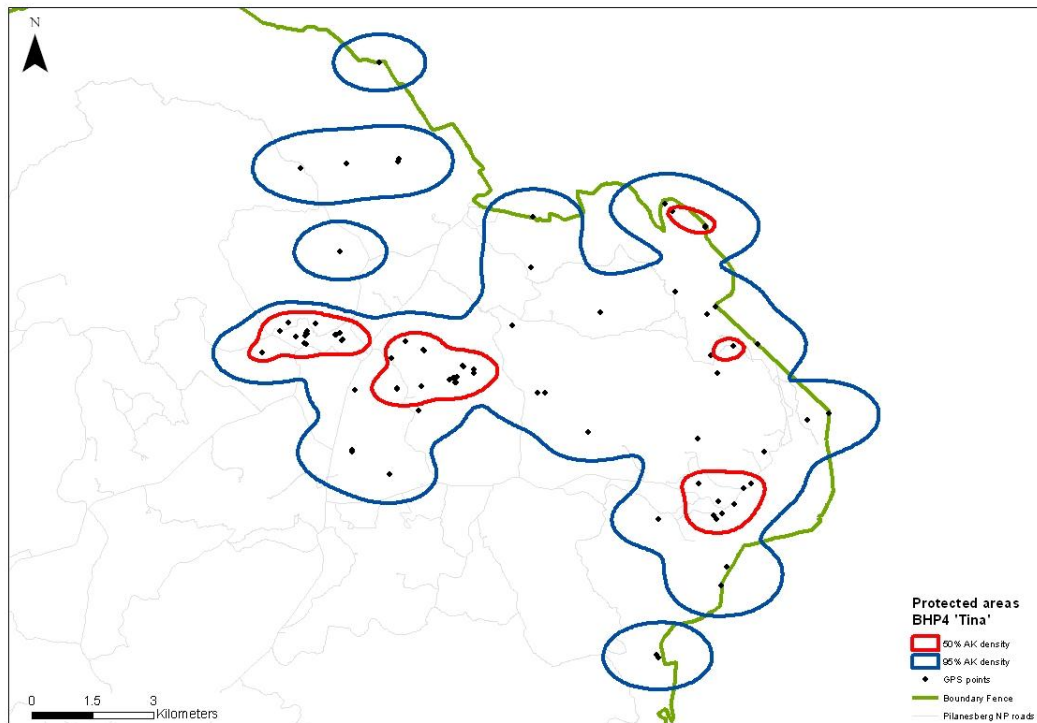 N
Protected areas
BHP4 'Tina'
50% AK density
95% AK density
GPS points
Boundary Fence
Pilanesberg NP roads
0 1.5 3
Kilometers